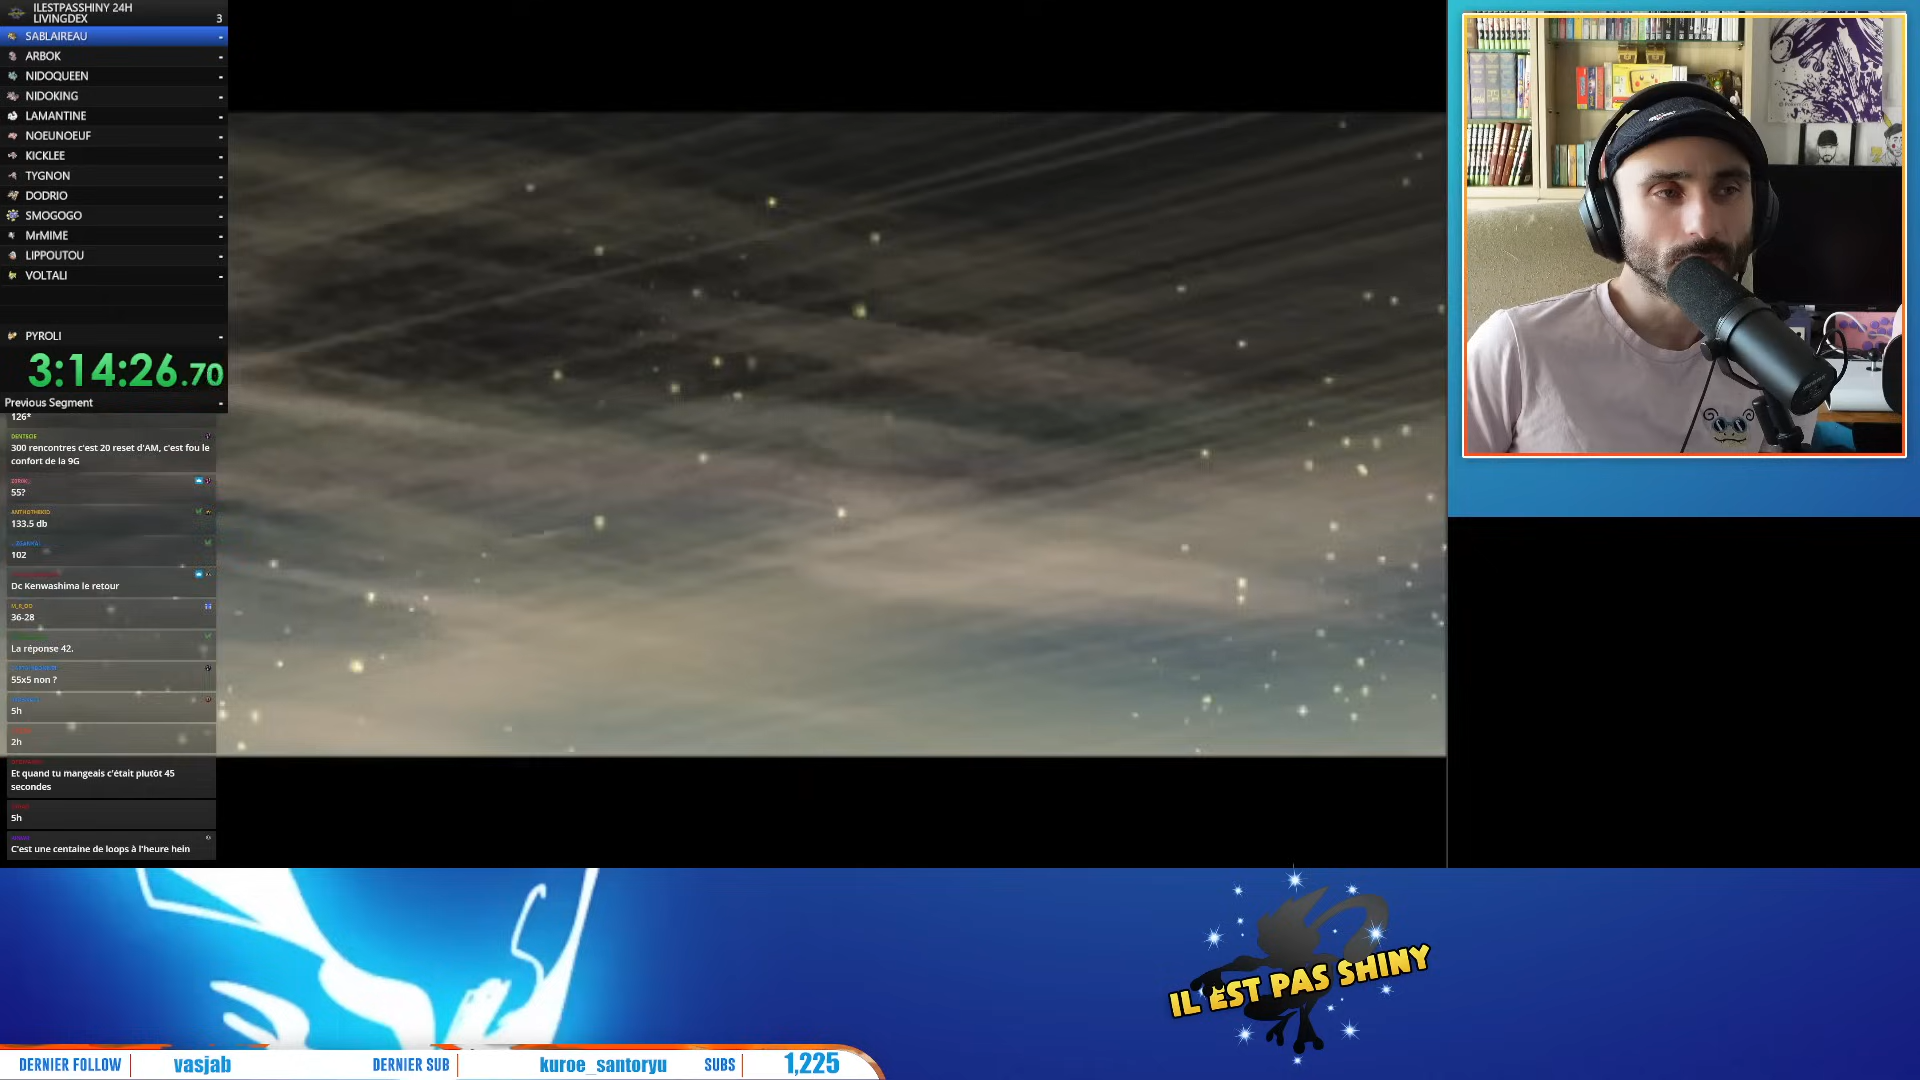 ILESTPASSHINY 24H
LIVINGDEX 3
SABLAIREAU -
ARBOK -
NIDOQUEEN -
NIDOKING -
LAMANTINE -
NOEUNOEUF -
KICKLEE -
TYGNON -
DODRIO -
SMOGOGO -
MrMIME -
LIPPOUTOU -
VOLTALI -
PYROLI -
3:14:26.70
Previous Segment -
126*
300 rencontres c'est 20 reset d'AM, c'est fou le
confort de la 9G
55?
133.5 db
102
Dc Kenwashima le retour
36-28
La réponse 42.
55x5 non ?
5h
2h
Et quand tu mangeais c'était plutôt 45
secondes
5h
C'est une centaine de loops à l'heure hein
IL EST PAS SHINY
DERNIER FOLLOW vasjab DERNIER SUB kuroe_santoryu SUBS 1,225